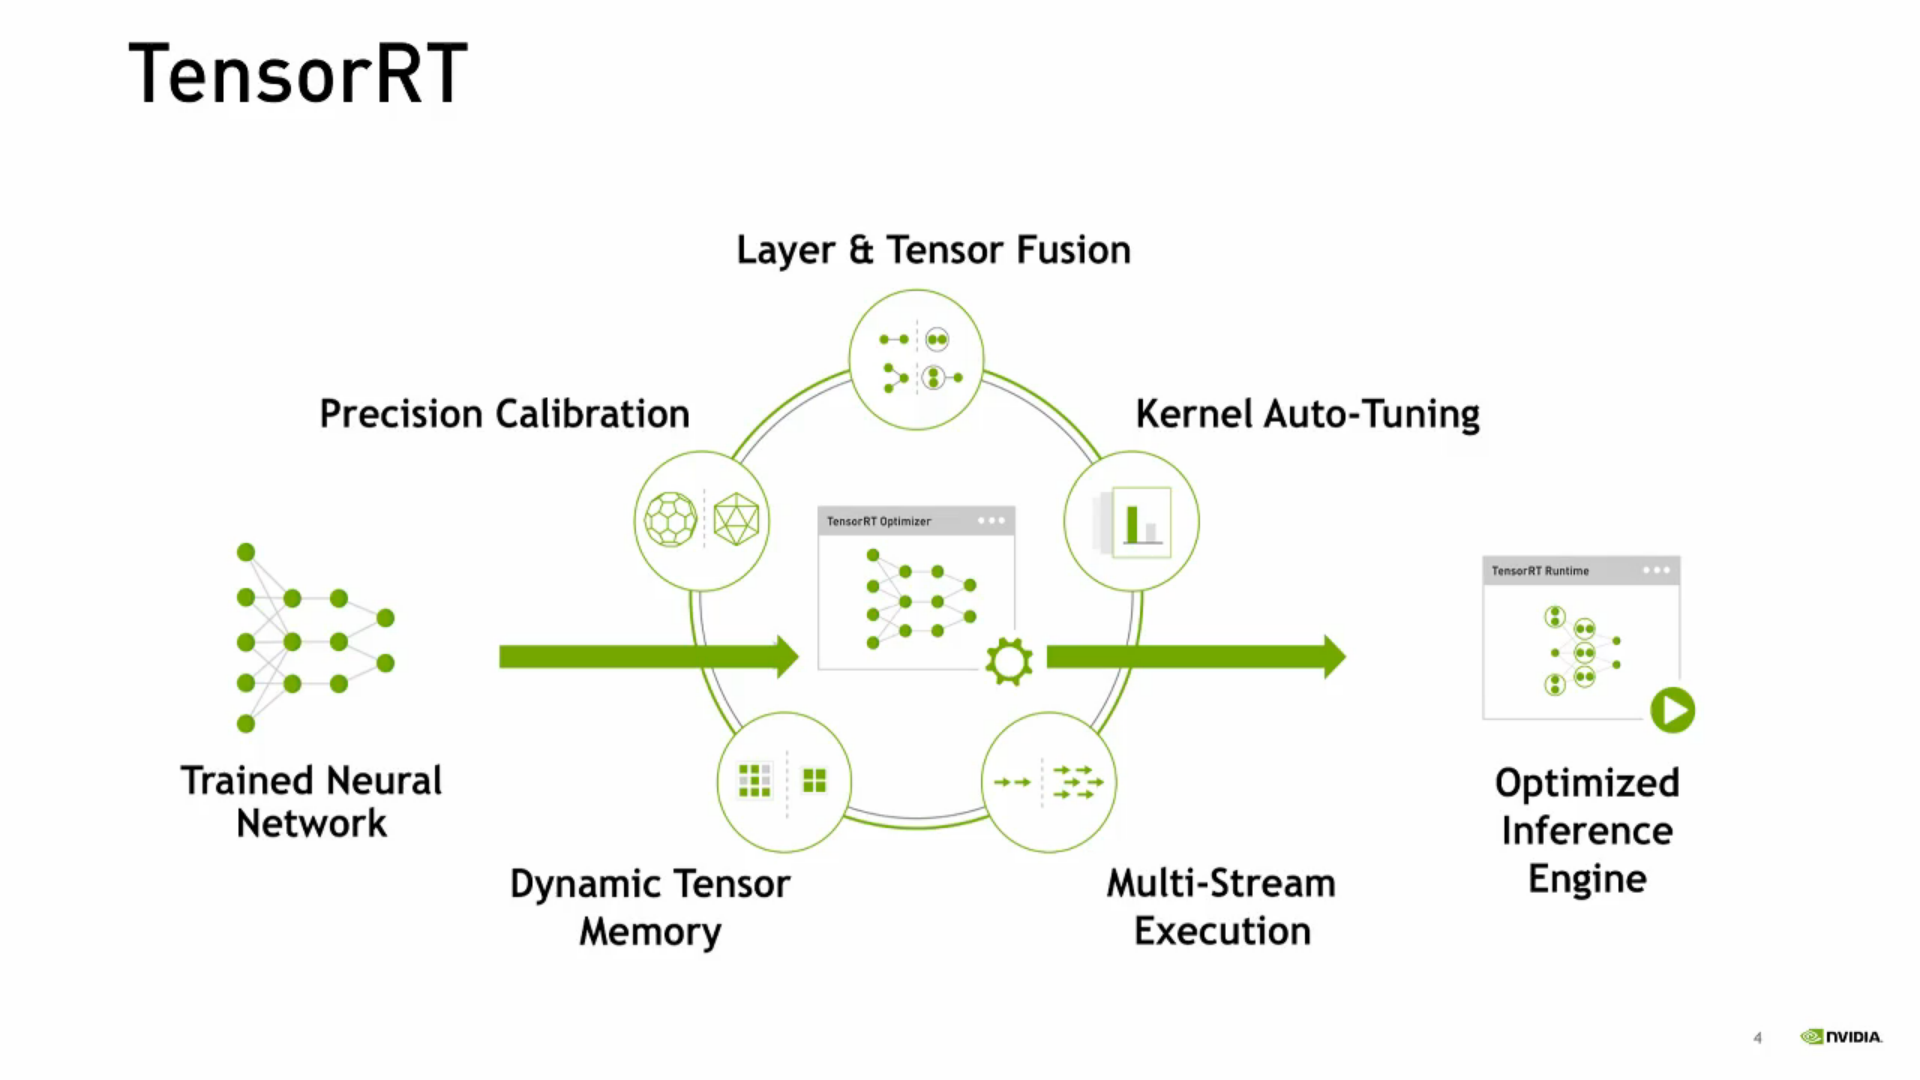 TensorRT
Layer & Tensor Fusion
Precision Calibration
Kernel Auto-Tuning
TensorRT Optimizer
TensorRT Runtime
Trained Neural
Network
Optimized
Inference
Engine
Dynamic Tensor
Memory
Multi-Stream
Execution
4
NVIDIA.